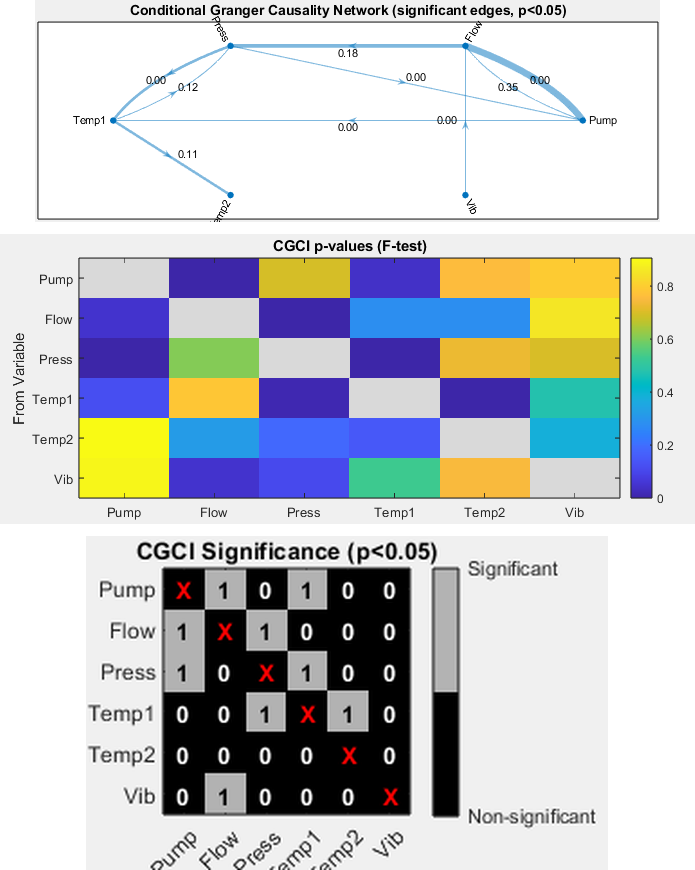 Conditional Granger Causality Network (significant edges, p<0.05)
Press
Flow
0.18
0.00
0.12
0.00
0.35
0.00
Temp1
0.00
0.00
Pump
0.11
emp2
Vib
CGCI p-values (F-test)
From Variable
Pump
Flow
Press
Temp1
Temp2
Vib
Pump Flow Press Temp1 Temp2 Vib
0.8
0.6
0.4
0.2
0
CGCI Significance (p<0.05)
Pump X 1 0 1 0 0
Flow 1 X 1 0 0 0
Press 1 0 X 1 0 0
Temp1 0 0 1 X 1 0
Temp2 0 0 0 0 X 0
Vib 0 1 0 0 0 X
Pump Flow Press emp1 emp2 Vib
Significant
Non-significant